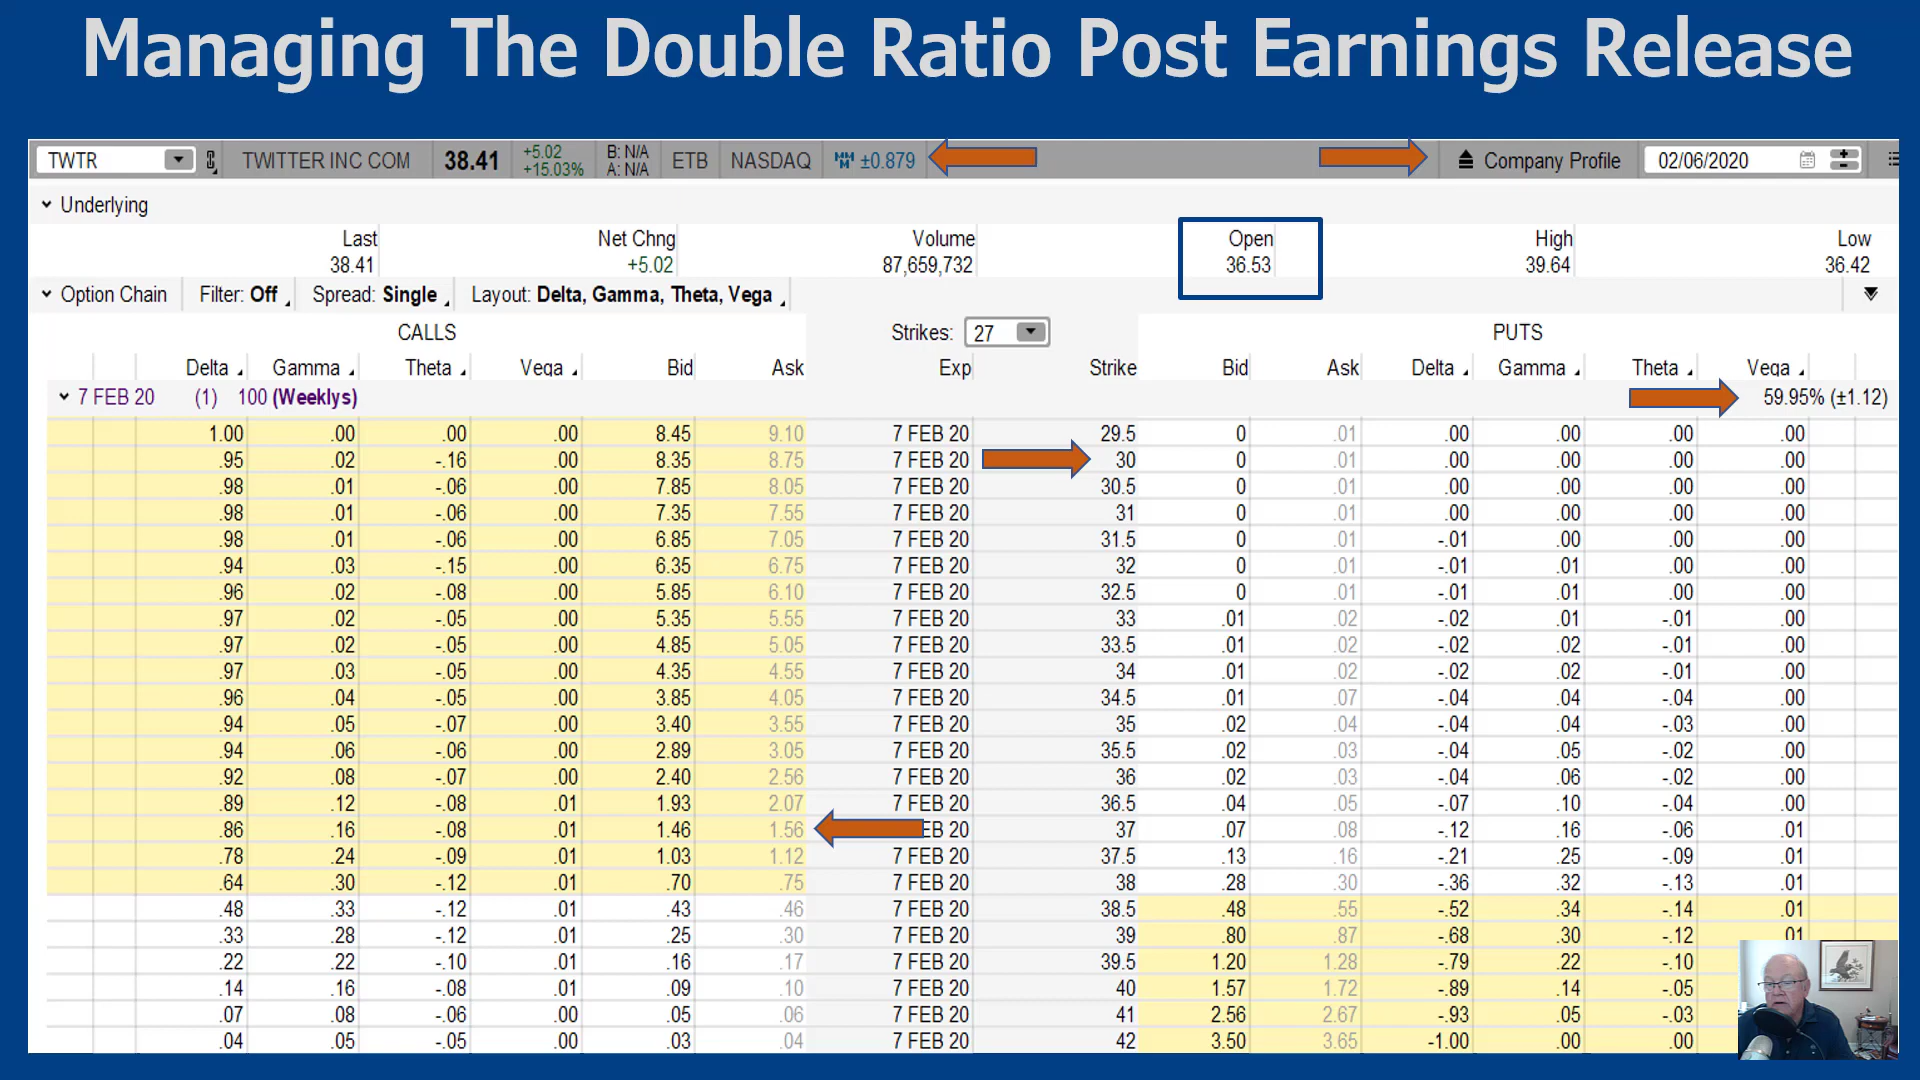 Managing The Double Ratio Post Earnings Release
TWTR TWITTER INC COM 38.41 +5.02 +15.03% B: N/A A: N/A ETB NASDAQ ±0.879 Company Profile 02/06/2020
Underlying
Last Net Chng Volume Open High Low
38.41 +5.02 87,659,732 36.53 39.64 36.42
Option Chain Filter: Off Spread: Single Layout: Delta, Gamma, Theta, Vega
CALLS Strikes: 27 PUTS
Delta Gamma Theta Vega Bid Ask Exp Strike Bid Ask Delta Gamma Theta Vega
7 FEB 20 (1) 100 (Weeklys) 59.95% (±1.12)
1.00 .00 .00 .00 8.45 9.10 7 FEB 20 29.5 0 .01 .00 .00 .00 .00
.95 .02 -.16 .00 8.35 8.75 7 FEB 20 30 0 .01 .00 .00 .00 .00
.98 .01 -.06 .00 7.85 8.05 7 FEB 20 30.5 0 .01 .00 .00 .00 .00
.98 .01 -.06 .00 7.35 7.55 7 FEB 20 31 0 .01 .00 .00 .00 .00
.98 .01 -.06 .00 6.85 7.05 7 FEB 20 31.5 0 .01 -.01 .00 .00 .00
.94 .03 -.15 .00 6.35 6.75 7 FEB 20 32 0 .01 -.01 .01 .00 .00
.96 .02 -.08 .00 5.85 6.10 7 FEB 20 32.5 0 .01 -.01 .01 .00 .00
.97 .02 -.05 .00 5.35 5.55 7 FEB 20 33 .01 .02 -.02 .01 -.01 .00
.97 .02 -.05 .00 4.85 5.05 7 FEB 20 33.5 .01 .02 -.02 .02 -.01 .00
.97 .03 -.05 .00 4.35 4.55 7 FEB 20 34 .01 .02 -.02 .02 -.01 .00
.96 .04 -.05 .00 3.85 4.05 7 FEB 20 34.5 .01 .07 -.04 .04 -.04 .00
.94 .05 -.07 .00 3.40 3.55 7 FEB 20 35 .02 .04 -.04 .04 -.03 .00
.94 .06 -.06 .00 2.89 3.05 7 FEB 20 35.5 .02 .03 -.04 .05 -.02 .00
.92 .08 -.07 .00 2.40 2.56 7 FEB 20 36 .02 .03 -.04 .06 -.02 .00
.89 .12 -.08 .01 1.93 2.07 7 FEB 20 36.5 .04 .05 -.07 .10 -.04 .00
.86 .16 -.08 .01 1.46 1.56 EB 20 37 .07 .08 -.12 .16 -.06 .01
.78 .24 -.09 .01 1.03 1.12 7 FEB 20 37.5 .13 .16 -.21 .25 -.09 .01
.64 .30 -.12 .01 .70 .75 7 FEB 20 38 .28 .30 -.36 .32 -.13 .01
.48 .33 -.12 .01 .43 .46 7 FEB 20 38.5 .48 .55 -.52 .34 -.14 .01
.33 .28 -.12 .01 .25 .30 7 FEB 20 39 .80 .87 -.68 .30 -.12 .01
.22 .22 -.10 .01 .16 .17 7 FEB 20 39.5 1.20 1.28 -.79 .22 -.10
.14 .16 -.08 .01 .09 .10 7 FEB 20 40 1.57 1.72 -.89 .14 -.05
.07 .08 -.06 .00 .05 .06 7 FEB 20 41 2.56 2.67 -.93 .05 -.03
.04 .05 -.05 .00 .03 .04 7 FEB 20 42 3.50 3.65 -1.00 .00 .00